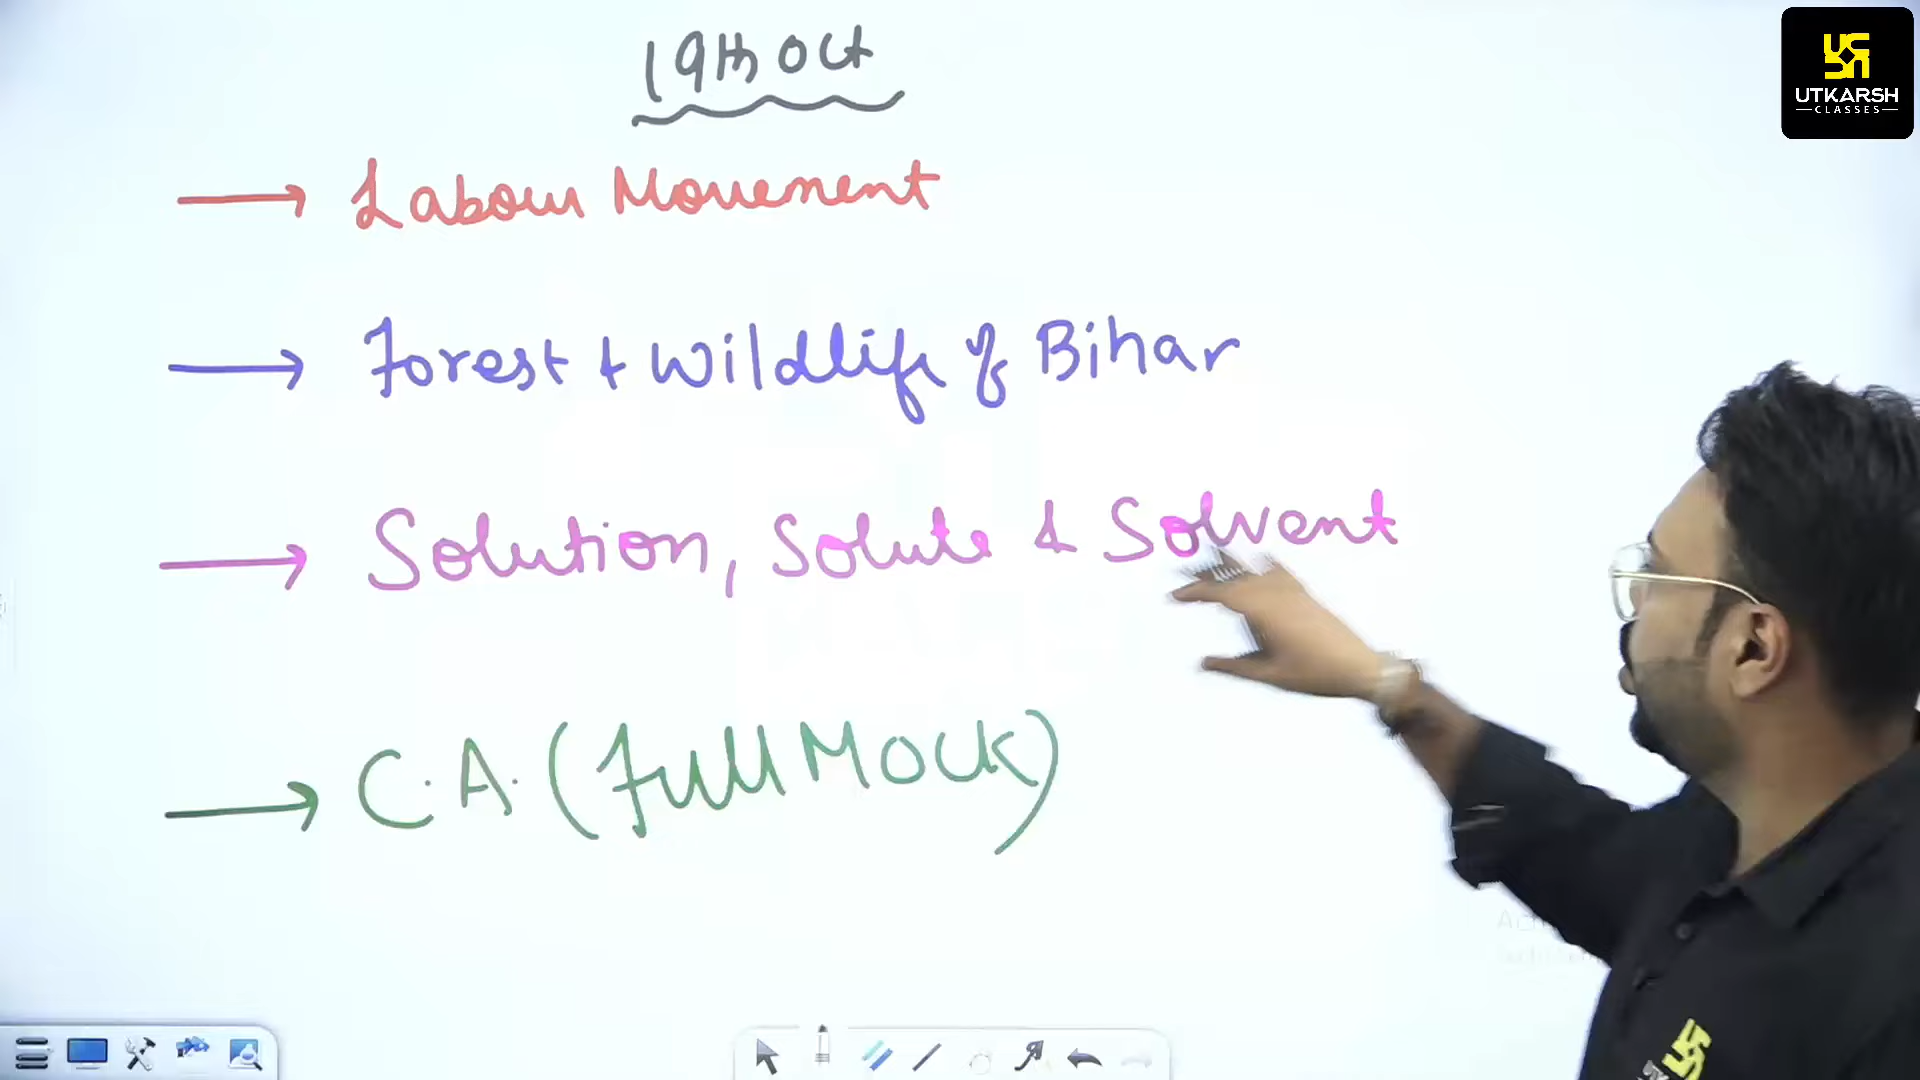 19th Oct
UTKARSH
CLASSES
Labour Movement
Forest & Wildlife of Bihar
Solution, Solute & Solvent
C.A. (Full Mock)